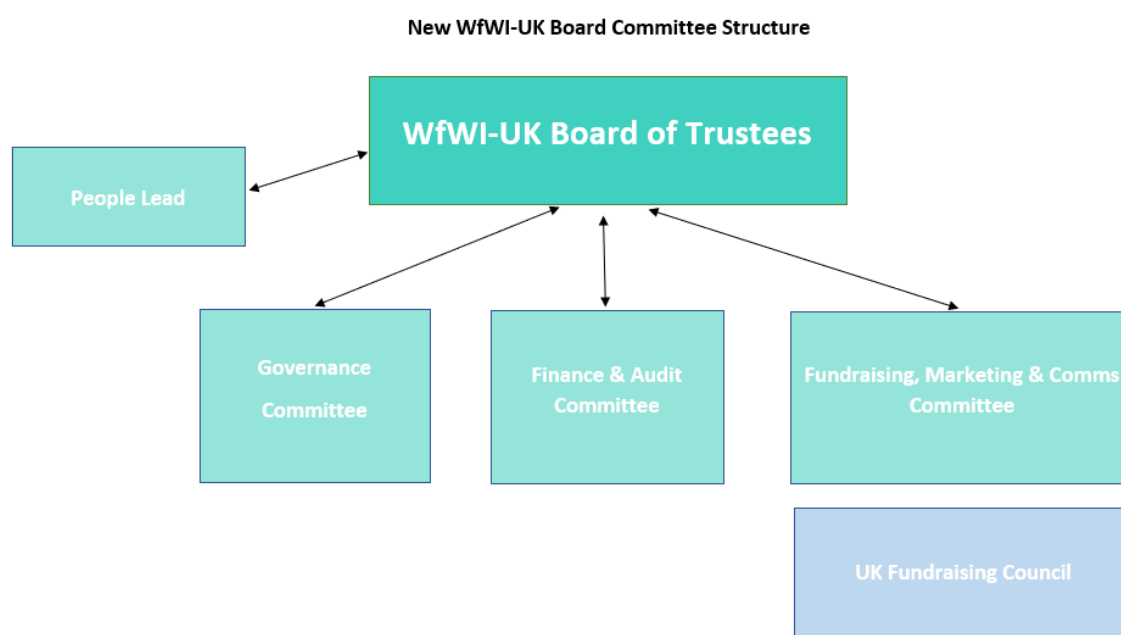 New WfWI-UK Board Committee Structure
WfWI-UK Board of Trustees
People Lead
Governance
Committee
Finance & Audit
Committee
Fundraising, Marketing & Comms
Committee
UK Fundraising Council